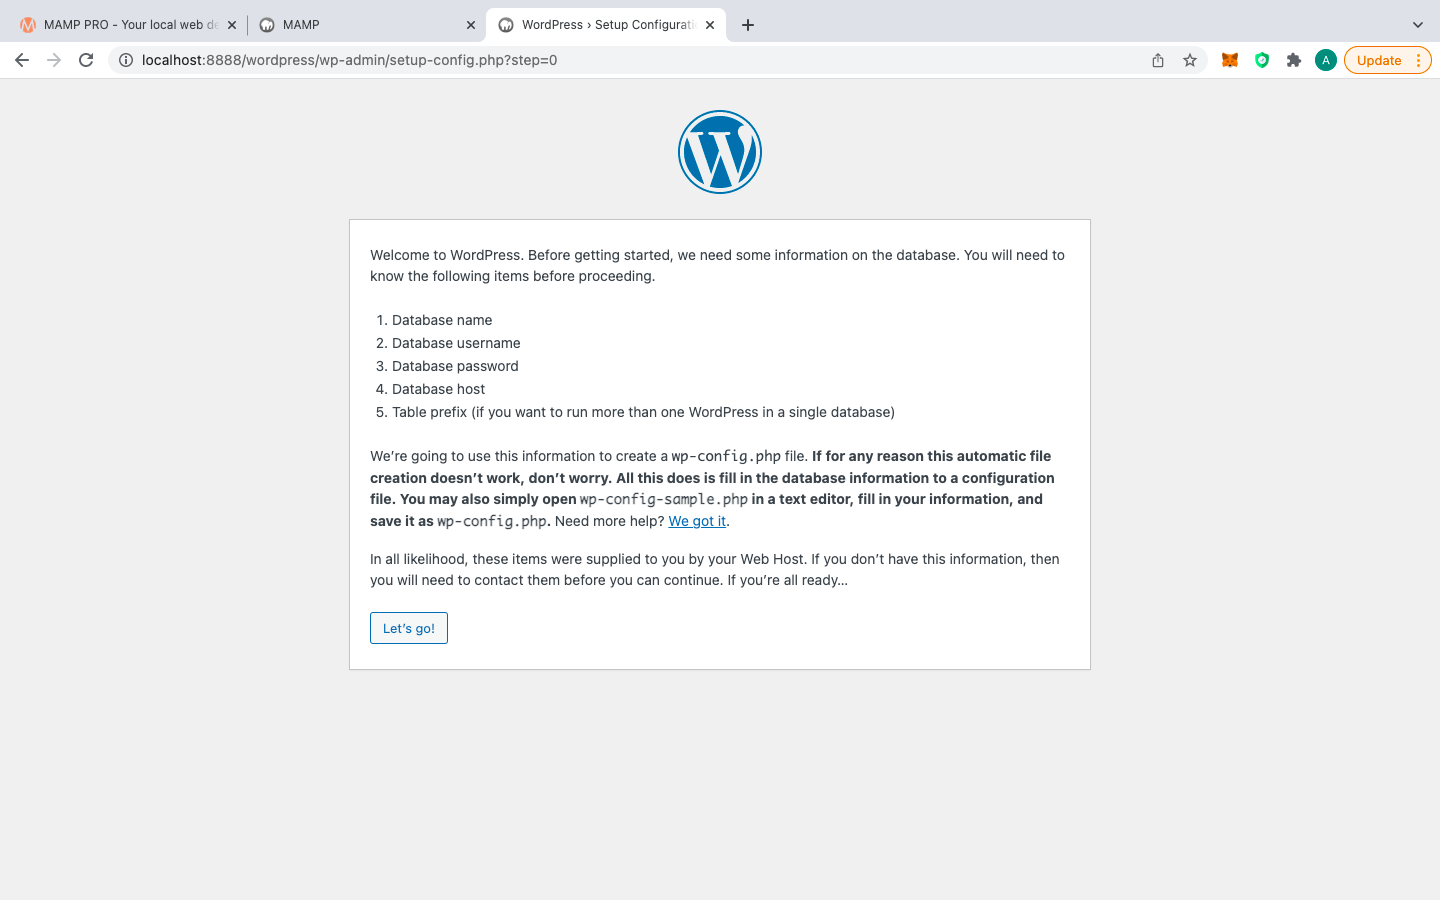 MAMP PRO - Your local web de
MAMP
WordPress › Setup Configurati
localhost:8888/wordpress/wp-admin/setup-config.php?step=0
A
Update
W
Welcome to WordPress. Before getting started, we need some information on the database. You will need to
know the following items before proceeding.
1. Database name
2. Database username
3. Database password
4. Database host
5. Table prefix (if you want to run more than one WordPress in a single database)
We’re going to use this information to create a wp-config.php file. If for any reason this automatic file
creation doesn’t work, don’t worry. All this does is fill in the database information to a configuration
file. You may also simply open wp-config-sample.php in a text editor, fill in your information, and
save it as wp-config.php. Need more help? We got it.
In all likelihood, these items were supplied to you by your Web Host. If you don’t have this information, then
you will need to contact them before you can continue. If you’re all ready…
Let’s go!